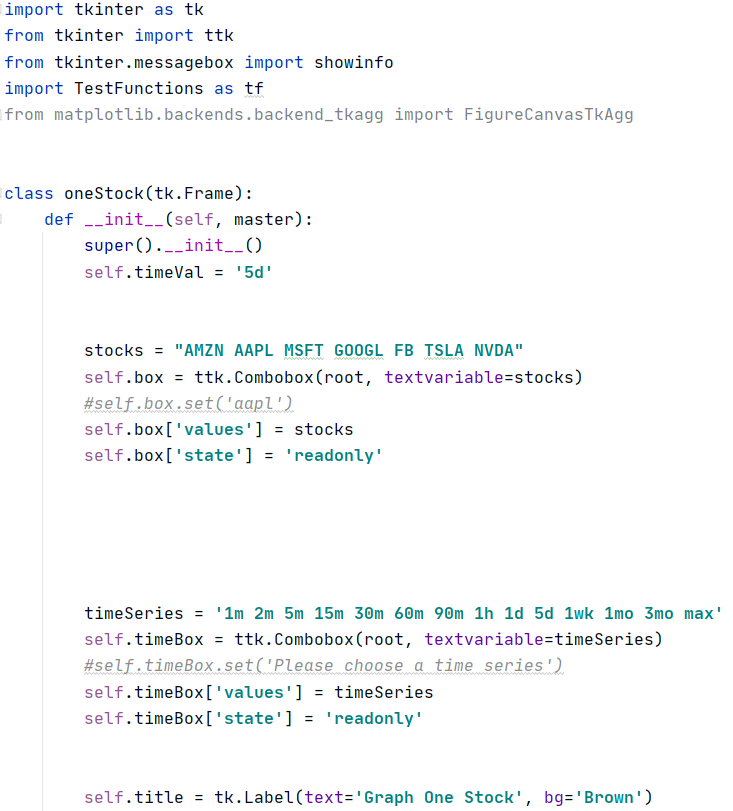 import tkinter as tk
from tkinter import ttk
from tkinter.messagebox import showinfo
import TestFunctions as tf
from matplotlib.backends.backend_tkagg import FigureCanvasTkAgg
class oneStock(tk.Frame):
def __init__(self, master):
super().__init__()
self.timeVal = '5d'
stocks = "AMZN AAPL MSFT GOOGL FB TSLA NVDA"
self.box = ttk.Combobox(root, textvariable=stocks)
#self.box.set('aapl')
self.box['values'] = stocks
self.box['state'] = 'readonly'
timeSeries = '1m 2m 5m 15m 30m 60m 90m 1h 1d 5d 1wk 1mo 3mo max'
self.timeBox = ttk.Combobox(root, textvariable=timeSeries)
#self.timeBox.set('Please choose a time series')
self.timeBox['values'] = timeSeries
self.timeBox['state'] = 'readonly'
self.title = tk.Label(text='Graph One Stock', bg='Brown')